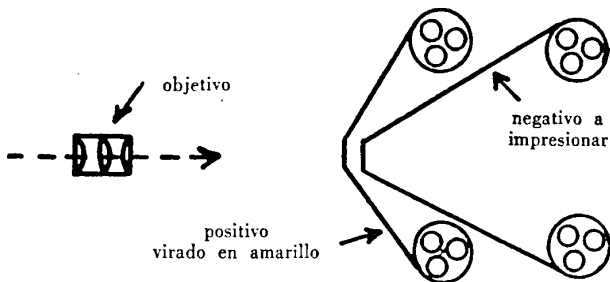 objetivo
negativo a
impresionar
positivo
virado en amarillo